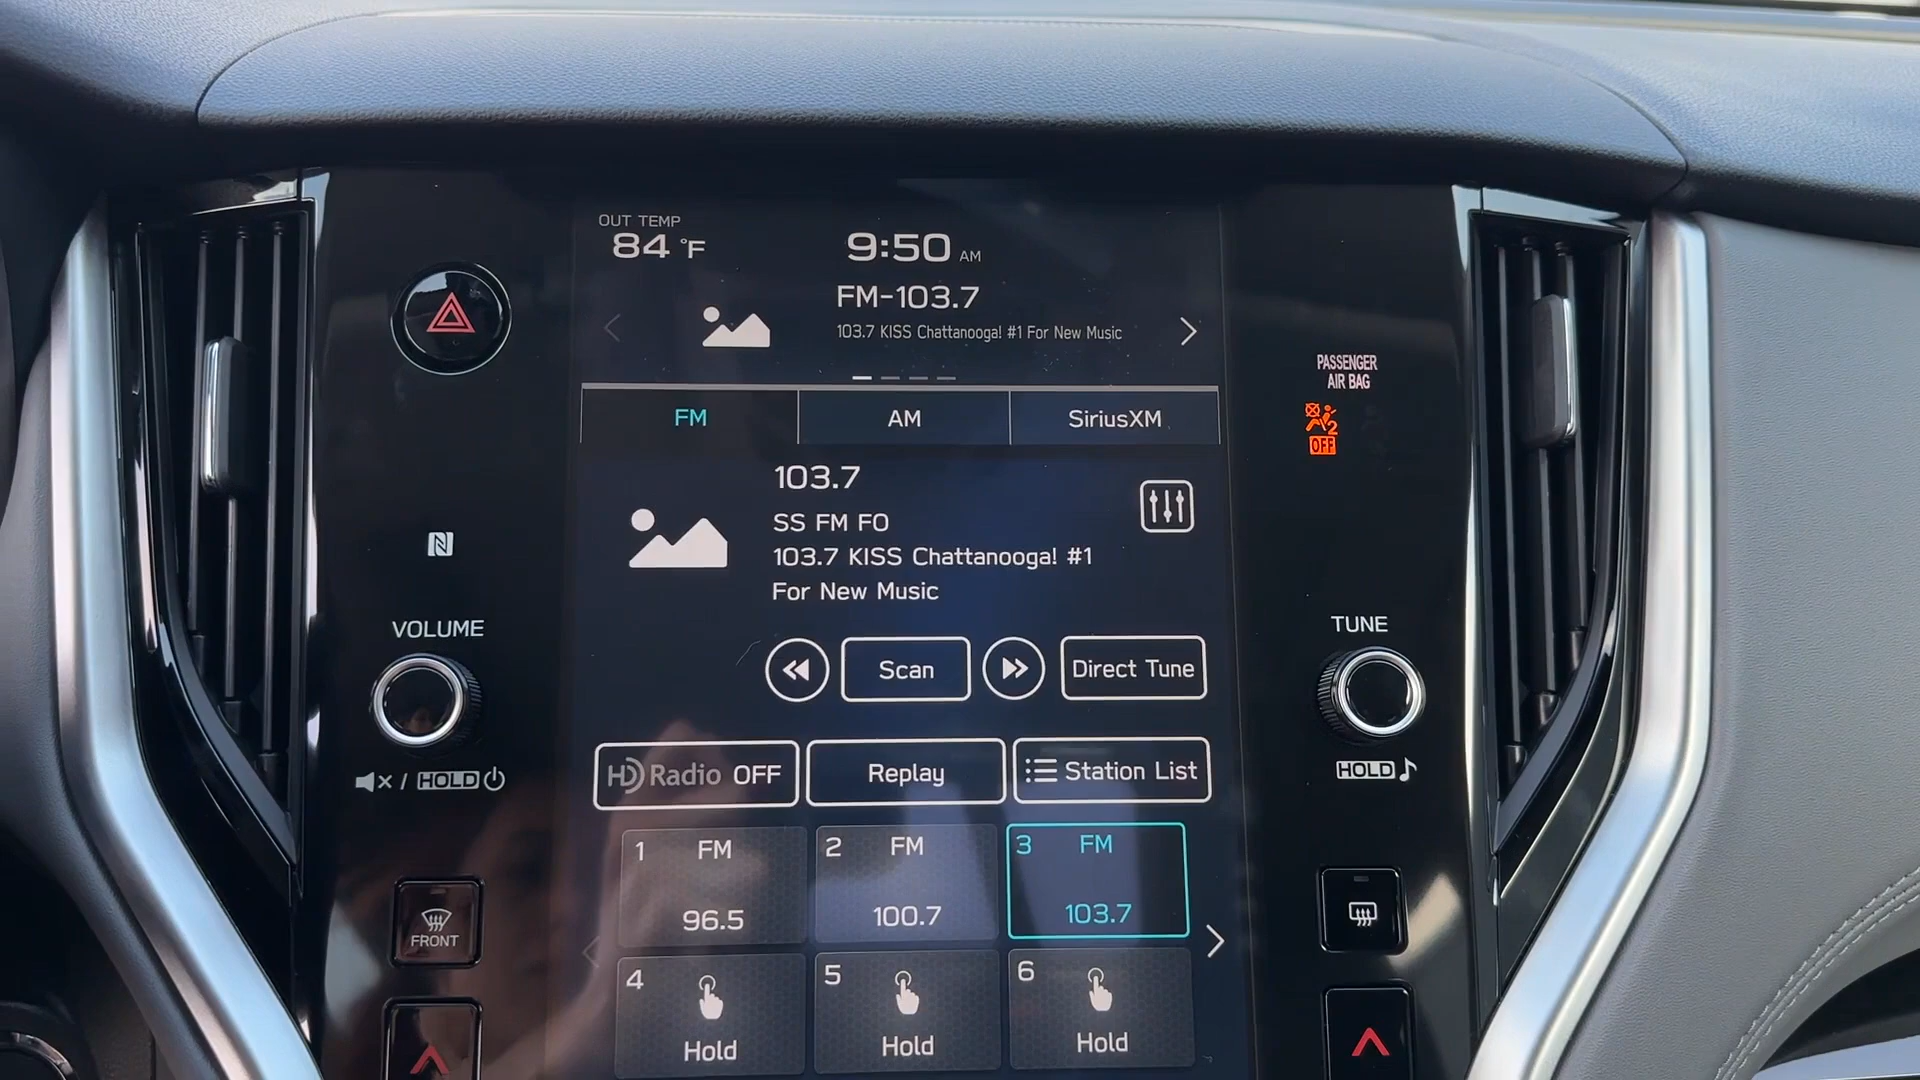 OUT TEMP
84 °F
9:50 AM
FM-103.7
103.7 KISS Chattanooga! #1 For New Music
PASSENGER
AIR BAG
2
OFF
FM
AM
SiriusXM
103.7
SS FM FO
103.7 KISS Chattanooga! #1
For New Music
N
VOLUME
TUNE
Scan
Direct Tune
/ HOLD
HOLD
HD Radio OFF
Replay
Station List
1 FM
96.5
2 FM
100.7
3 FM
103.7
FRONT
4
Hold
5
Hold
6
Hold